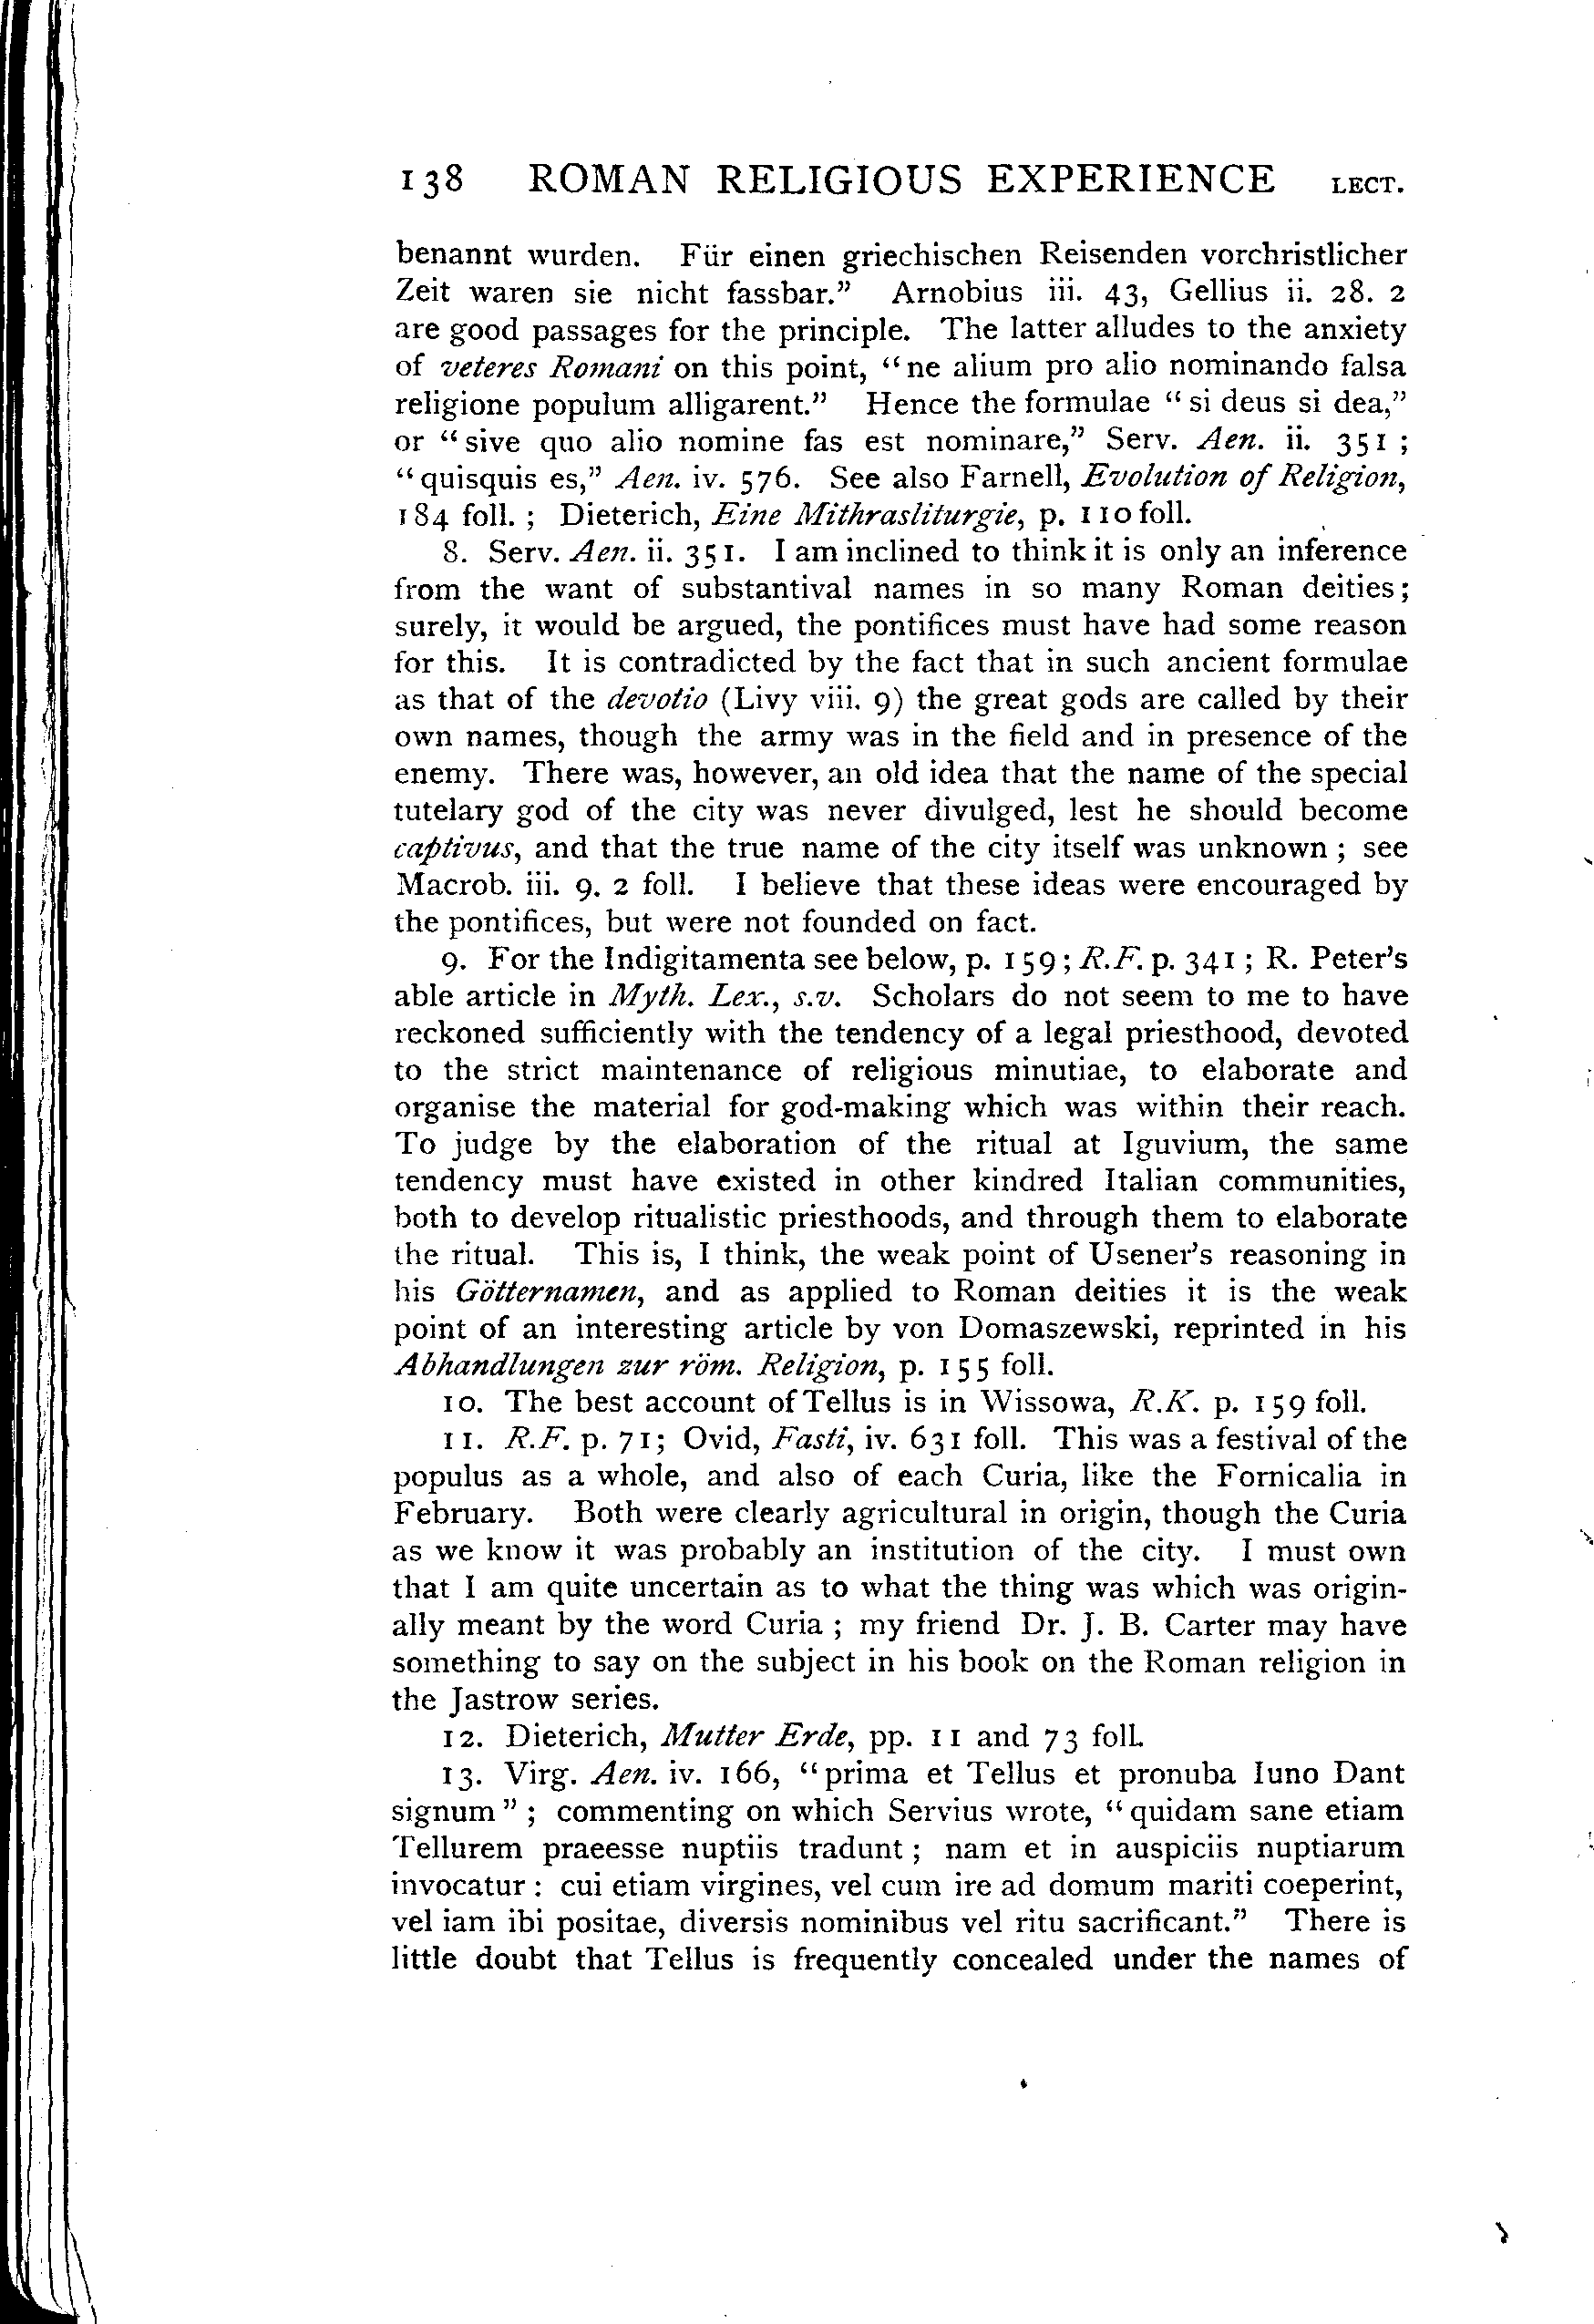 138 ROMAN RELIGIOUS EXPERIENCE LECT.
benannt wurden. Für einen griechischen Reisenden vorchristlicher
Zeit waren sie nicht fassbar.” Arnobius iii. 43, Gellius ii. 28. 2
are good passages for the principle. The latter alludes to the anxiety
of veteres Romani on this point, “ne alium pro alio nominando falsa
religione populum alligarent.” Hence the formulae “si deus si dea,”
or “sive quo alio nomine fas est nominare,” Serv. Aen. ii. 351 ;
“quisquis es,” Aen. iv. 576. See also Farnell, Evolution of Religion,
184 foll. ; Dieterich, Eine Mithrasliturgie, p. 110 foll.
8. Serv. Aen. ii. 351. I am inclined to think it is only an inference
from the want of substantival names in so many Roman deities;
surely, it would be argued, the pontifices must have had some reason
for this. It is contradicted by the fact that in such ancient formulae
as that of the devotio (Livy viii. 9) the great gods are called by their
own names, though the army was in the field and in presence of the
enemy. There was, however, an old idea that the name of the special
tutelary god of the city was never divulged, lest he should become
captivus, and that the true name of the city itself was unknown ; see
Macrob. iii. 9. 2 foll. I believe that these ideas were encouraged by
the pontifices, but were not founded on fact.
9. For the Indigitamenta see below, p. 159 ; R.F. p. 341 ; R. Peter’s
able article in Myth. Lex., s.v. Scholars do not seem to me to have
reckoned sufficiently with the tendency of a legal priesthood, devoted
to the strict maintenance of religious minutiae, to elaborate and
organise the material for god-making which was within their reach.
To judge by the elaboration of the ritual at Iguvium, the same
tendency must have existed in other kindred Italian communities,
both to develop ritualistic priesthoods, and through them to elaborate
the ritual. This is, I think, the weak point of Usener’s reasoning in
his Götternamen, and as applied to Roman deities it is the weak
point of an interesting article by von Domaszewski, reprinted in his
Abhandlungen zur röm. Religion, p. 155 foll.
10. The best account of Tellus is in Wissowa, R.K. p. 159 foll.
11. R.F. p. 71; Ovid, Fasti, iv. 631 foll. This was a festival of the
populus as a whole, and also of each Curia, like the Fornicalia in
February. Both were clearly agricultural in origin, though the Curia
as we know it was probably an institution of the city. I must own
that I am quite uncertain as to what the thing was which was origin-
ally meant by the word Curia ; my friend Dr. J. B. Carter may have
something to say on the subject in his book on the Roman religion in
the Jastrow series.
12. Dieterich, Mutter Erde, pp. 11 and 73 foll.
13. Virg. Aen. iv. 166, “prima et Tellus et pronuba Iuno Dant
signum” ; commenting on which Servius wrote, “quidam sane etiam
Tellurem praeesse nuptiis tradunt ; nam et in auspiciis nuptiarum
invocatur : cui etiam virgines, vel cum ire ad domum mariti coeperint,
vel iam ibi positae, diversis nominibus vel ritu sacrificant.” There is
little doubt that Tellus is frequently concealed under the names of